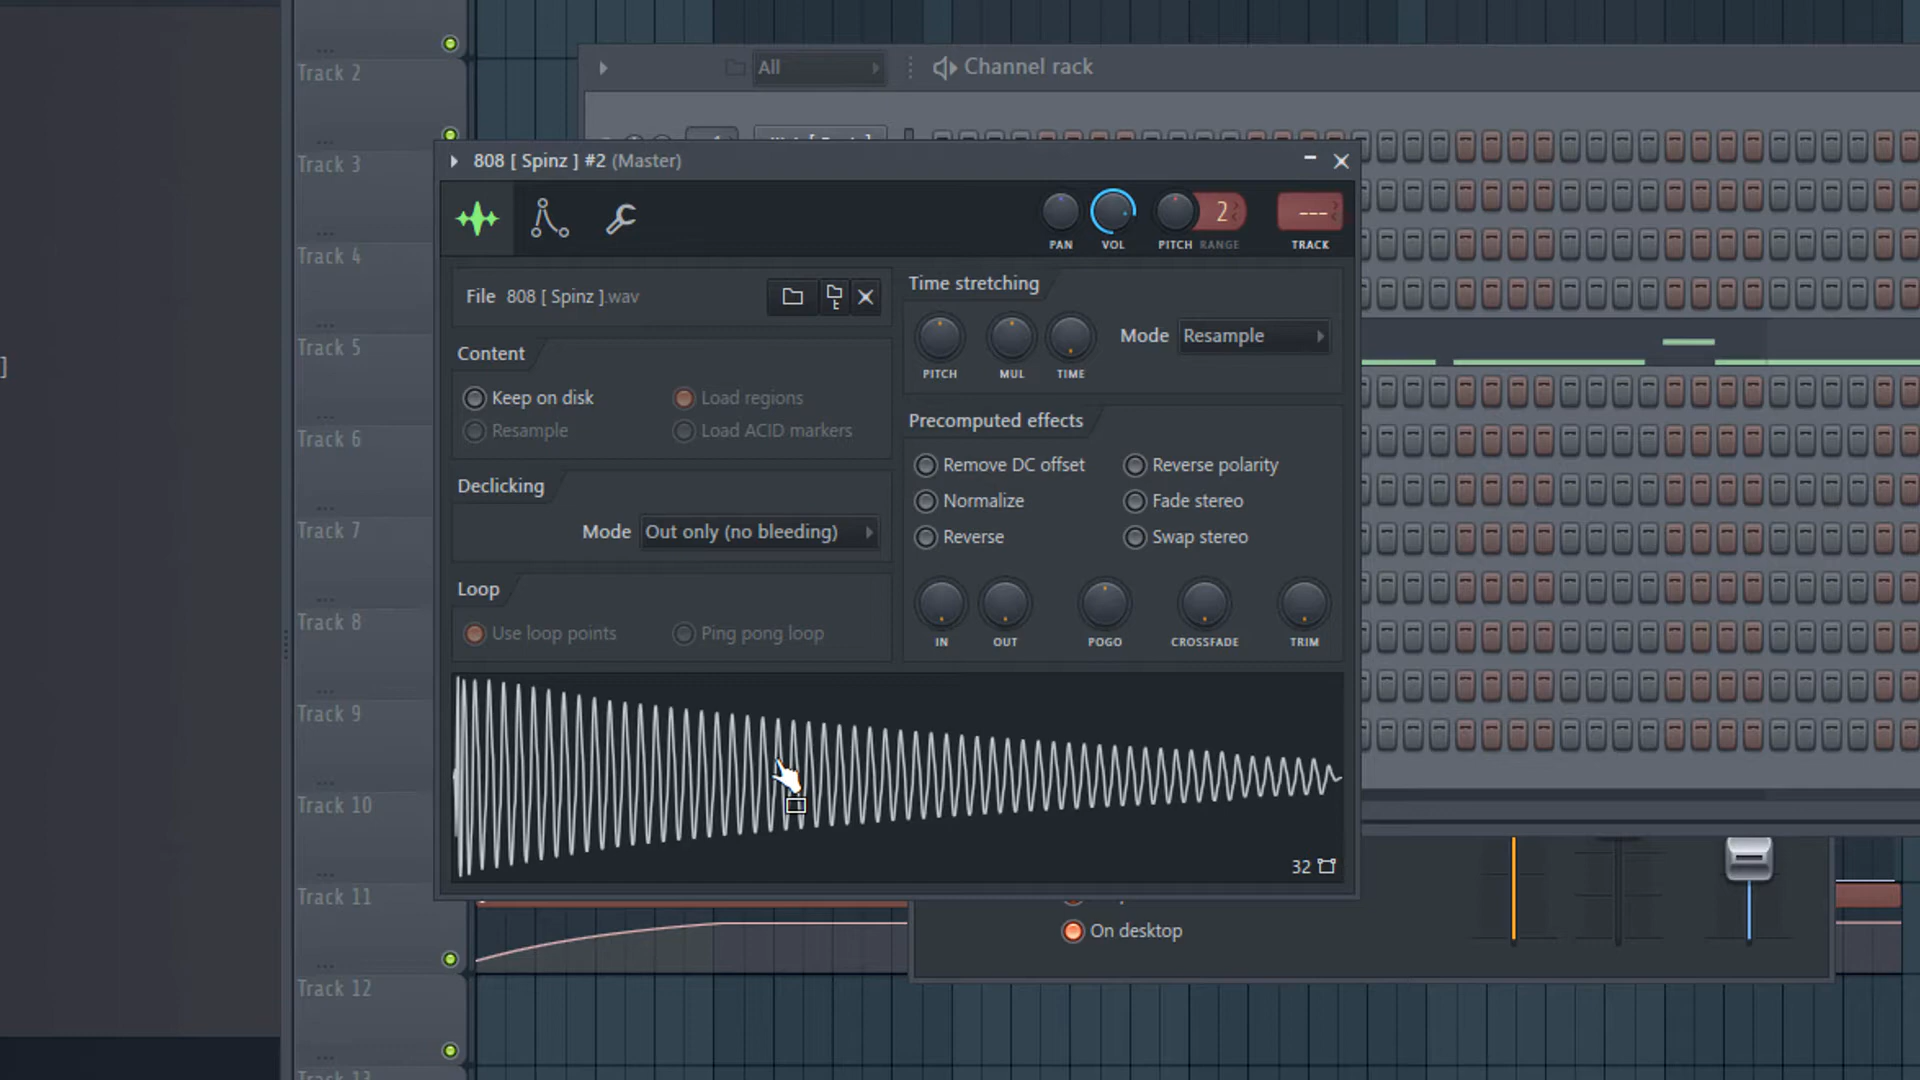 Track 2
All
Channel rack
Track 3
808 [ Spinz ] #2 (Master)
2
---
PAN
VOL
PITCH
RANGE
TRACK
Track 4
Time stretching
File 808 [ Spinz ].wav
Mode
Resample
Track 5
Content
]
PITCH
MUL
TIME
Keep on disk
Load regions
Precomputed effects
Track 6
Resample
Load ACID markers
Remove DC offset
Reverse polarity
Declicking
Normalize
Fade stereo
Track 7
Mode
Out only (no bleeding)
Reverse
Swap stereo
Loop
Track 8
Use loop points
Ping pong loop
IN
OUT
POGO
CROSSFADE
TRIM
Track 9
Track 10
32
Track 11
On desktop
Track 12
Track 13